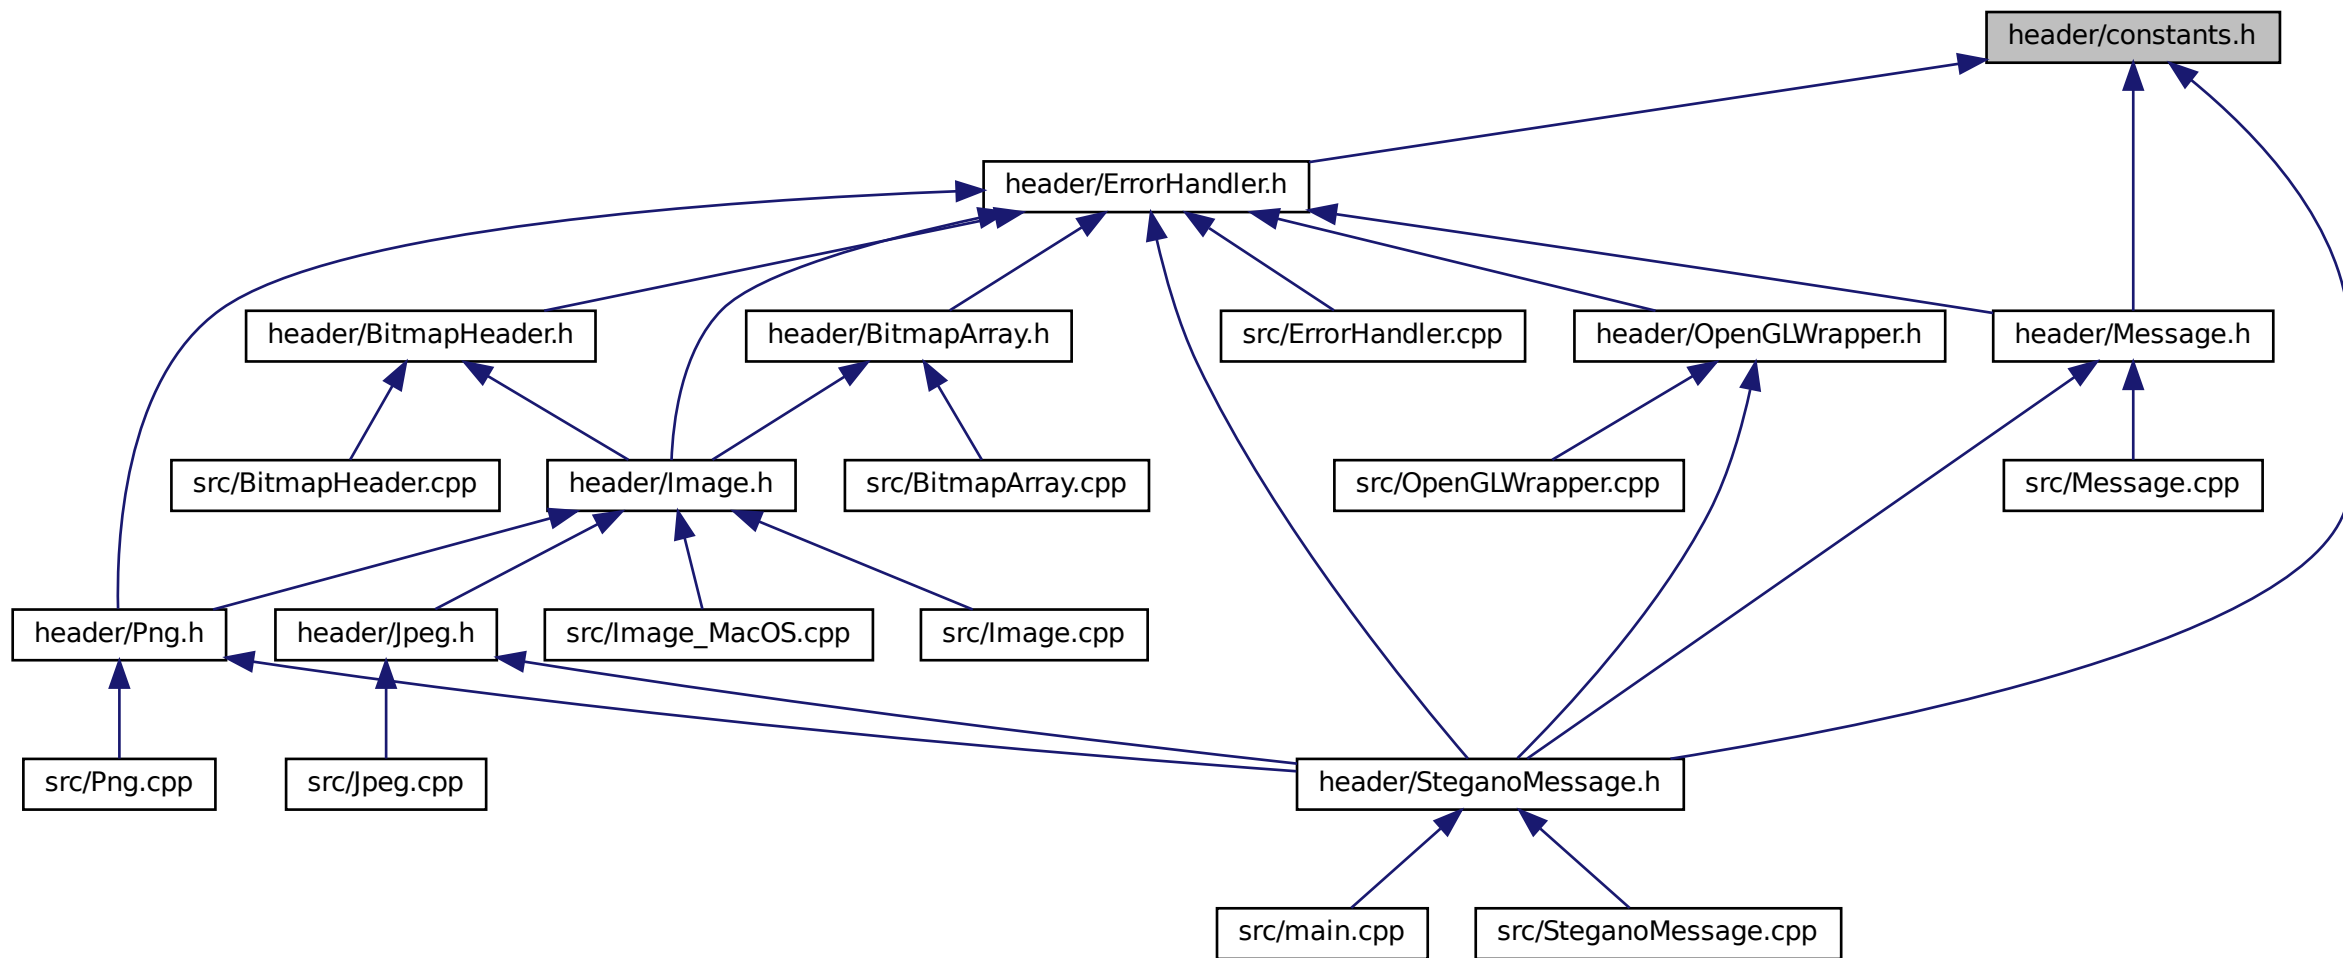 header/constants.h
header/ErrorHandler.h
header/BitmapHeader.h
header/BitmapArray.h
src/ErrorHandler.cpp
header/OpenGLWrapper.h
header/Message.h
src/BitmapHeader.cpp
header/Image.h
src/BitmapArray.cpp
src/OpenGLWrapper.cpp
src/Message.cpp
header/Png.h
header/Jpeg.h
src/Image_MacOS.cpp
src/Image.cpp
src/Png.cpp
src/Jpeg.cpp
header/SteganoMessage.h
src/main.cpp
src/SteganoMessage.cpp